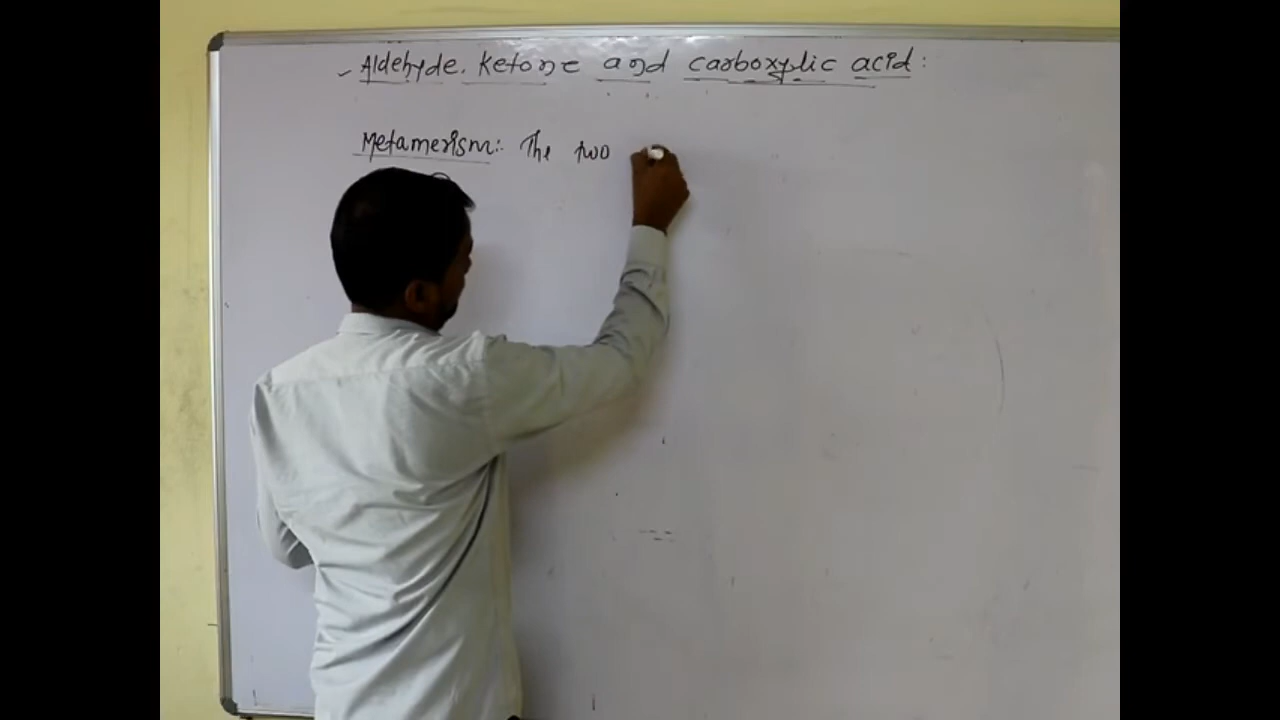 Aldehyde, Ketone and carboxylic acid:
Metamerism: The two